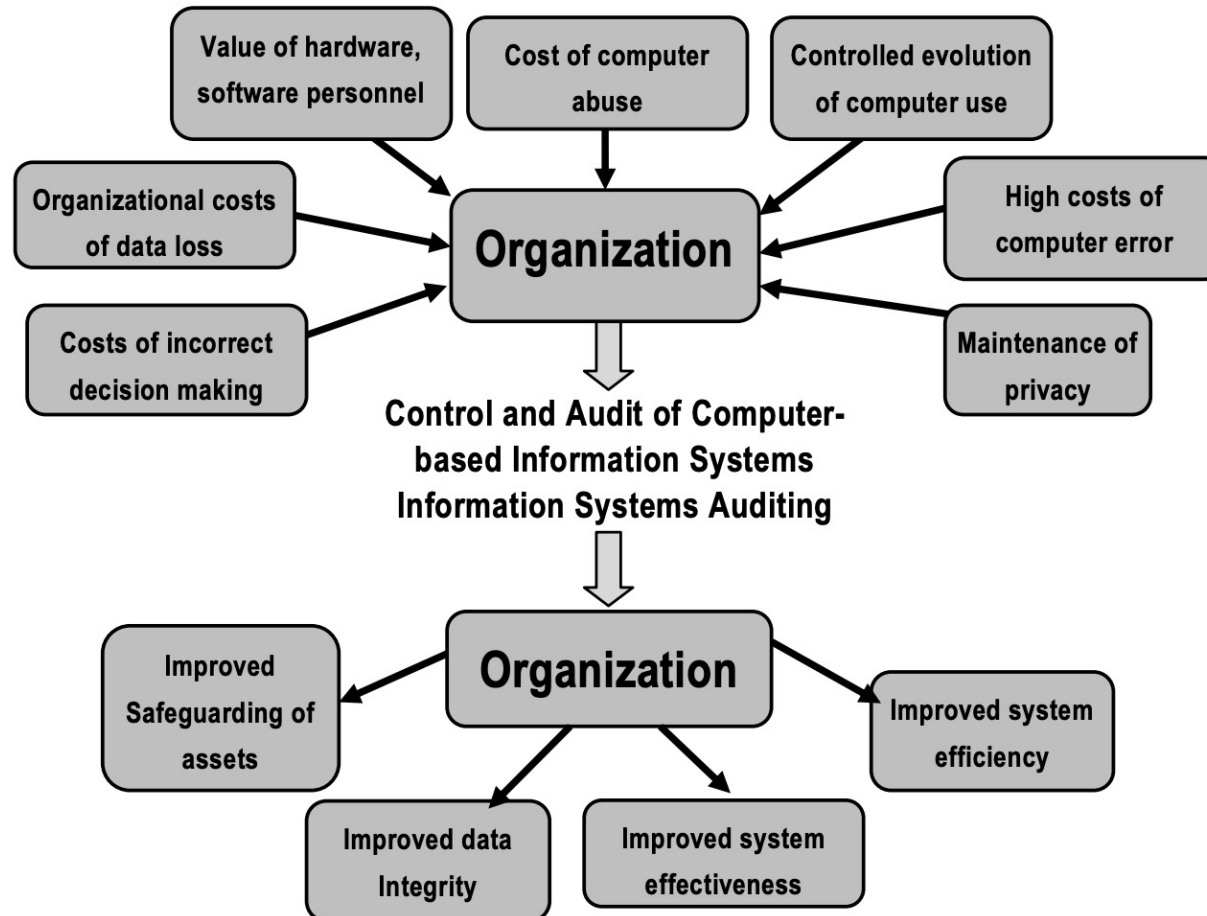 Value of hardware,
software personnel
Cost of computer
abuse
Controlled evolution
of computer use
Organizational costs
of data loss
Organization
High costs of
computer error
Costs of incorrect
decision making
Maintenance of
privacy
Control and Audit of Computer-
based Information Systems
Information Systems Auditing
Organization
Improved
Safeguarding of
assets
Improved system
efficiency
Improved data
Integrity
Improved system
effectiveness